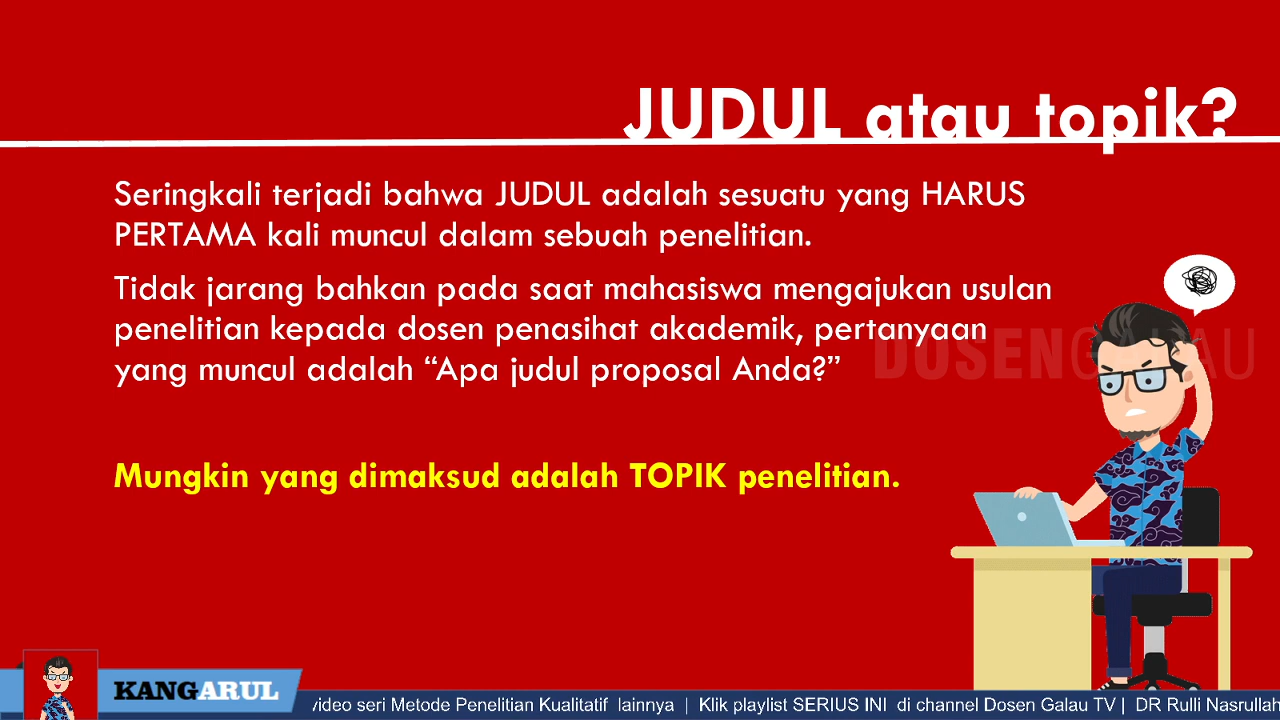 JUDUL atau topik?
Seringkali terjadi bahwa JUDUL adalah sesuatu yang HARUS
PERTAMA kali muncul dalam sebuah penelitian.
Tidak jarang bahkan pada saat mahasiswa mengajukan usulan
penelitian kepada dosen penasihat akademik, pertanyaan
yang muncul adalah “Apa judul proposal Anda?”
DOSENGALAU
Mungkin yang dimaksud adalah TOPIK penelitian.
KANGARUL
video seri Metode Penelitian Kualitatif lainnya | Klik playlist SERIUS INI di channel Dosen Galau TV | DR Rulli Nasrullah